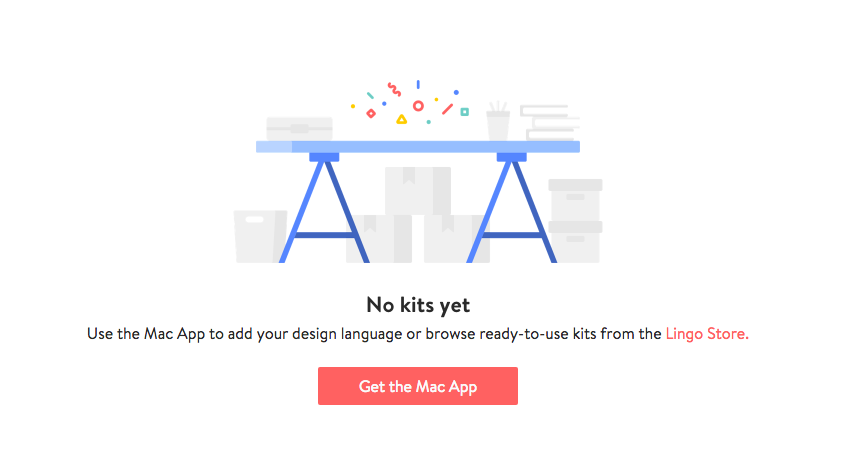 No kits yet
Use the Mac App to add your design language or browse ready-to-use kits from the Lingo Store.
Get the Mac App